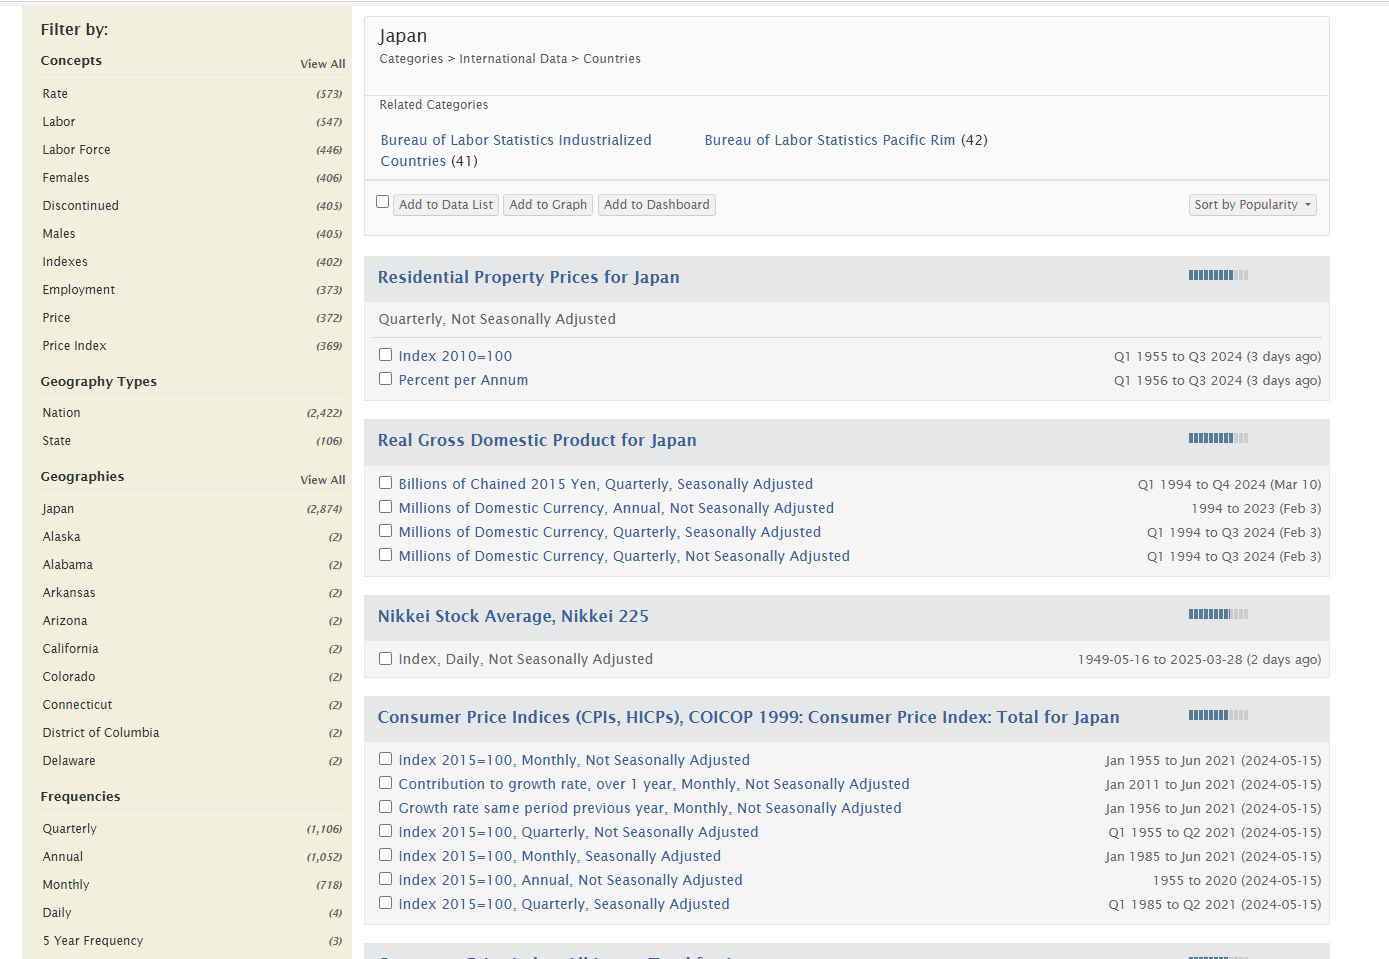 Filter by:
Concepts
View All
Rate (573)
Labor (547)
Labor Force (446)
Females (406)
Discontinued (405)
Males (405)
Indexes (402)
Employment (373)
Price (372)
Price Index (369)
Geography Types
Nation (2,422)
State (106)
Geographies
View All
Japan (2,874)
Alaska (2)
Alabama (2)
Arkansas (2)
Arizona (2)
California (2)
Colorado (2)
Connecticut (2)
District of Columbia (2)
Delaware (2)
Frequencies
Quarterly (1,106)
Annual (1,052)
Monthly (718)
Daily (4)
5 Year Frequency (3)
Japan
Categories > International Data > Countries
Related Categories
Bureau of Labor Statistics Industrialized
Countries (41)
Bureau of Labor Statistics Pacific Rim (42)
Add to Data List Add to Graph Add to Dashboard Sort by Popularity
Residential Property Prices for Japan
Quarterly, Not Seasonally Adjusted
Index 2010=100 Q1 1955 to Q3 2024 (3 days ago)
Percent per Annum Q1 1956 to Q3 2024 (3 days ago)
Real Gross Domestic Product for Japan
Billions of Chained 2015 Yen, Quarterly, Seasonally Adjusted Q1 1994 to Q4 2024 (Mar 10)
Millions of Domestic Currency, Annual, Not Seasonally Adjusted 1994 to 2023 (Feb 3)
Millions of Domestic Currency, Quarterly, Seasonally Adjusted Q1 1994 to Q3 2024 (Feb 3)
Millions of Domestic Currency, Quarterly, Not Seasonally Adjusted Q1 1994 to Q3 2024 (Feb 3)
Nikkei Stock Average, Nikkei 225
Index, Daily, Not Seasonally Adjusted 1949-05-16 to 2025-03-28 (2 days ago)
Consumer Price Indices (CPIs, HICPs), COICOP 1999: Consumer Price Index: Total for Japan
Index 2015=100, Monthly, Not Seasonally Adjusted Jan 1955 to Jun 2021 (2024-05-15)
Contribution to growth rate, over 1 year, Monthly, Not Seasonally Adjusted Jan 2011 to Jun 2021 (2024-05-15)
Growth rate same period previous year, Monthly, Not Seasonally Adjusted Jan 1956 to Jun 2021 (2024-05-15)
Index 2015=100, Quarterly, Not Seasonally Adjusted Q1 1955 to Q2 2021 (2024-05-15)
Index 2015=100, Monthly, Seasonally Adjusted Jan 1985 to Jun 2021 (2024-05-15)
Index 2015=100, Annual, Not Seasonally Adjusted 1955 to 2020 (2024-05-15)
Index 2015=100, Quarterly, Seasonally Adjusted Q1 1985 to Q2 2021 (2024-05-15)